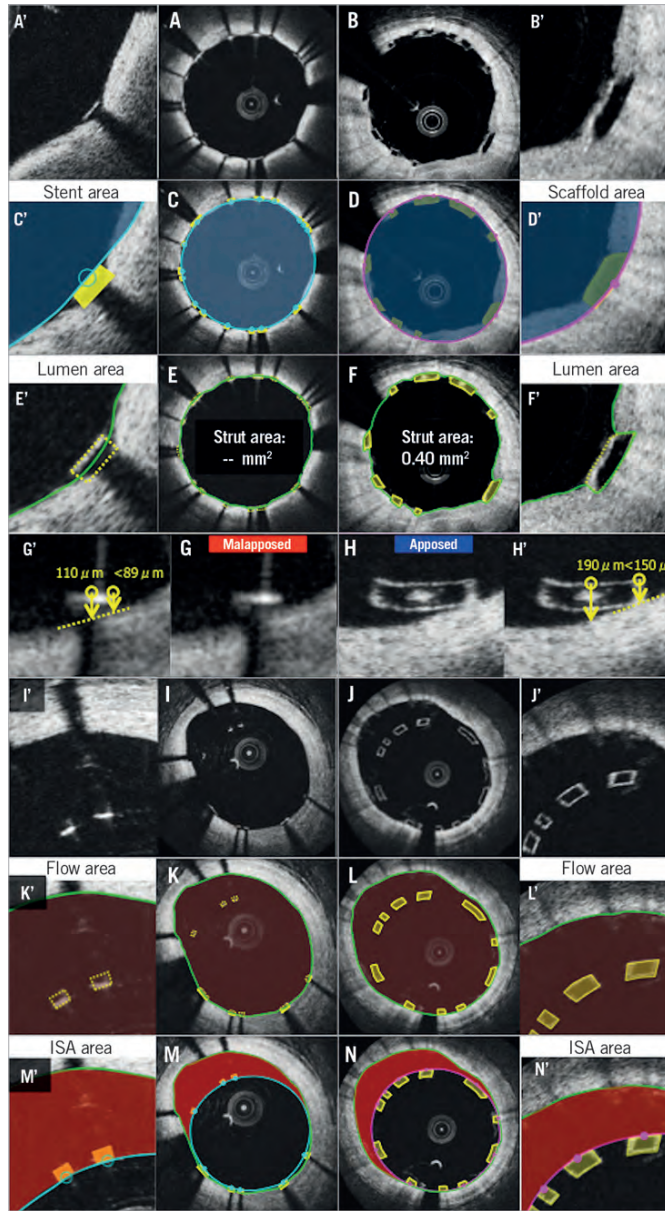 A' A B B'
Stent area Scaffold area
C' C D D'
Lumen area Lumen area
E' E F F'
Strut area: Strut area:
-- mm² 0.40 mm²
G' G Malapposed H Apposed H'
110 μm <89 μm 190 μm<150 μ
I' I J J'
Flow area Flow area
K' K L L'
ISA area ISA area
M' M N N'